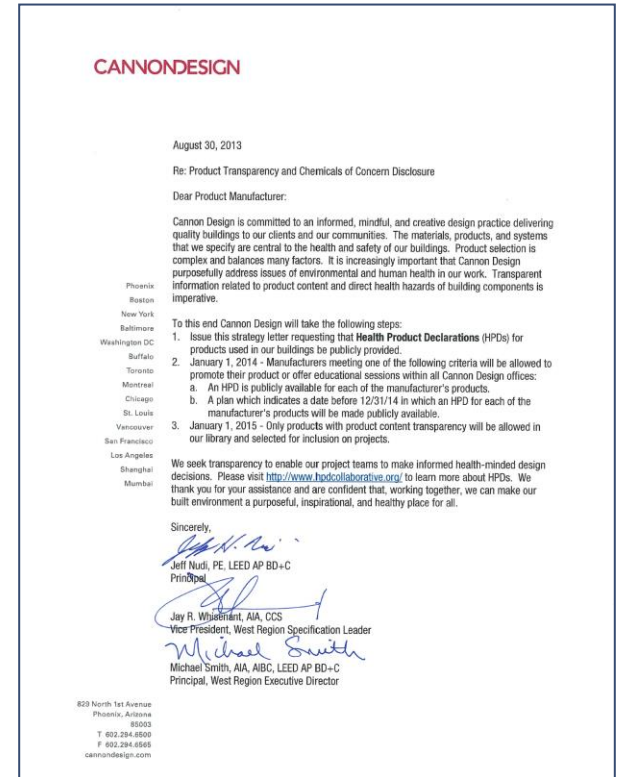 CANNONDESIGN
August 30, 2013
Re: Product Transparency and Chemicals of Concern Disclosure
Dear Product Manufacturer:
Cannon Design is committed to an informed, mindful, and creative design practice delivering
quality buildings to our clients and our communities. The materials, products, and systems
that we specify are central to the health and safety of our buildings. Product selection is
complex and balances many factors. It is increasingly important that Cannon Design
purposefully address issues of environmental and human health in our work. Transparent
information related to product content and direct health hazards of building components is
imperative.
To this end Cannon Design will take the following steps:
1. Issue this strategy letter requesting that Health Product Declarations (HPDs) for
products used in our buildings be publicly provided.
2. January 1, 2014 - Manufacturers meeting one of the following criteria will be allowed to
promote their product or offer educational sessions within all Cannon Design offices:
a. An HPD is publicly available for each of the manufacturer's products.
b. A plan which indicates a date before 12/31/14 in which an HPD for each of the
manufacturer's products will be made publicly available.
3. January 1, 2015 - Only products with product content transparency will be allowed in
our library and selected for inclusion on projects.
We seek transparency to enable our project teams to make informed health-minded design
decisions. Please visit http://www.hpdcollaborative.org/ to learn more about HPDs. We
thank you for your assistance and are confident that, working together, we can make our
built environment a purposeful, inspirational, and healthy place for all.
Sincerely,
Jeff Nudi, PE, LEED AP BD+C
Principal
Jay R. Whisenant, AIA, CCS
Vice President, West Region Specification Leader
Michael Smith
Michael Smith, AIA, AIBC, LEED AP BD+C
Principal, West Region Executive Director
Phoenix
Boston
New York
Baltimore
Washington DC
Buffalo
Toronto
Montreal
Chicago
St. Louis
Vancouver
San Francisco
Los Angeles
Shanghai
Mumbai
829 North 1st Avenue
Phoenix, Arizona
85003
T 602.294.6500
F 602.294.6565
cannondesign.com